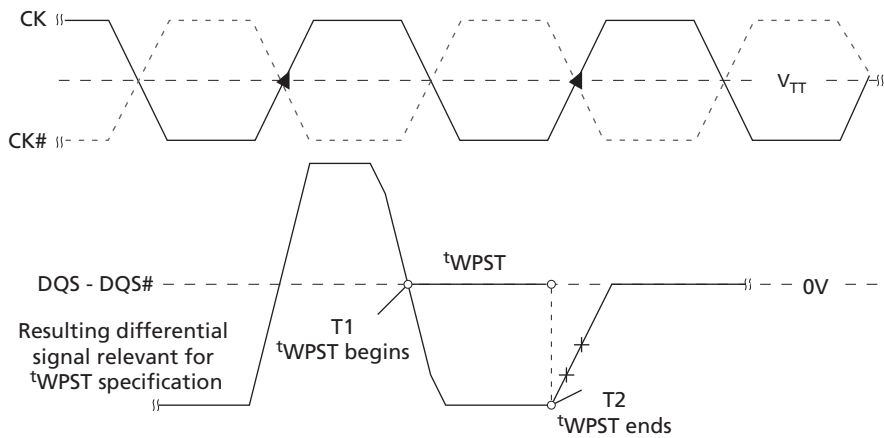 CK
V_TT
CK#
tWPST
DQS - DQS#
0V
T1
tWPST begins
Resulting differential
signal relevant for
tWPST specification
T2
tWPST ends